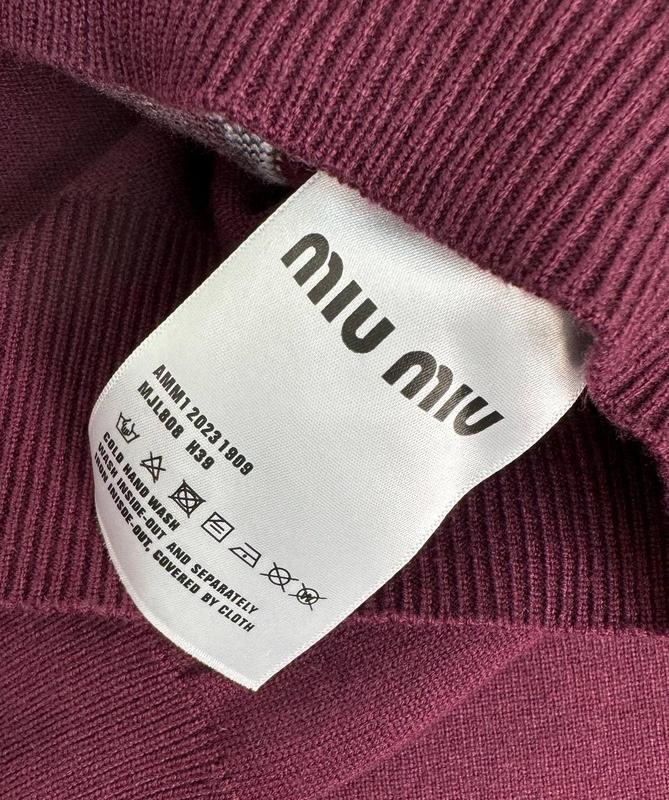 MIU MIU
AMM1 20231909
MJL808 H39
COLD HAND WASH
WASH INSIDE-OUT AND SEPARATELY
IRON INISDE-OUT, COVERED BY CLOTH